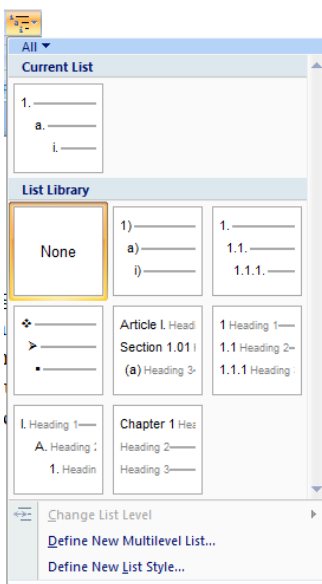 All
Current List
1.
a.
i.
List Library
None
1)
a)
i)
1.
1.1.
1.1.1.
Article I. Head
Section 1.01
(a) Heading 3
1 Heading 1
1.1 Heading 2
1.1.1 Heading
I. Heading 1
A. Heading
1. Headin
Chapter 1 Hea
Heading 2
Heading 3
Change List Level
Define New Multilevel List...
Define New List Style...